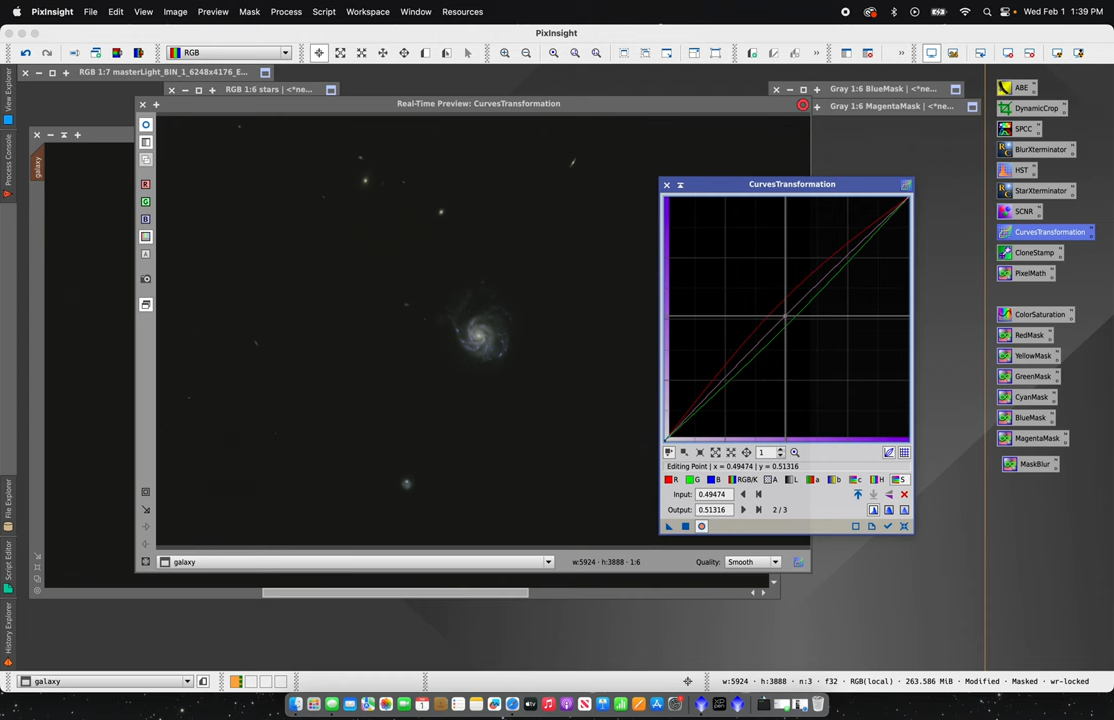 PixInsight File Edit View Image Preview Mask Process Script Workspace Window Resources Wed Feb 1 1:39 PM
PixInsight
RGB
RGB 1:7 masterLight_BIN_1_6248x4176_E...
RGB 1:6 stars | <*ne...
Gray 1:6 BlueMask | <*ne...
Real-Time Preview: CurvesTransformation
Gray 1:6 MagentaMask | <*ne...
View Explorer
Process Console
File Explorer
Script Editor
History Explorer
galaxy
R
G
B
A
ABE
DynamicCrop
SPCC
BlurXterminator
HST
StarXterminator
SCNR
CurvesTransformation
CloneStamp
PixelMath
ColorSaturation
RedMask
YellowMask
GreenMask
CyanMask
BlueMask
MagentaMask
MaskBlur
CurvesTransformation
1
Editing Point | x = 0.49474 | y = 0.51316
R G B RGB/K A L a b c H S
Input: 0.49474
Output: 0.51316 2 / 3
galaxy w:5924 · h:3888 · 1:6 Quality: Smooth
galaxy w:5924 · h:3888 · n:3 · f32 · RGB(local) · 263.586 MiB · Modified · Masked · wr-locked